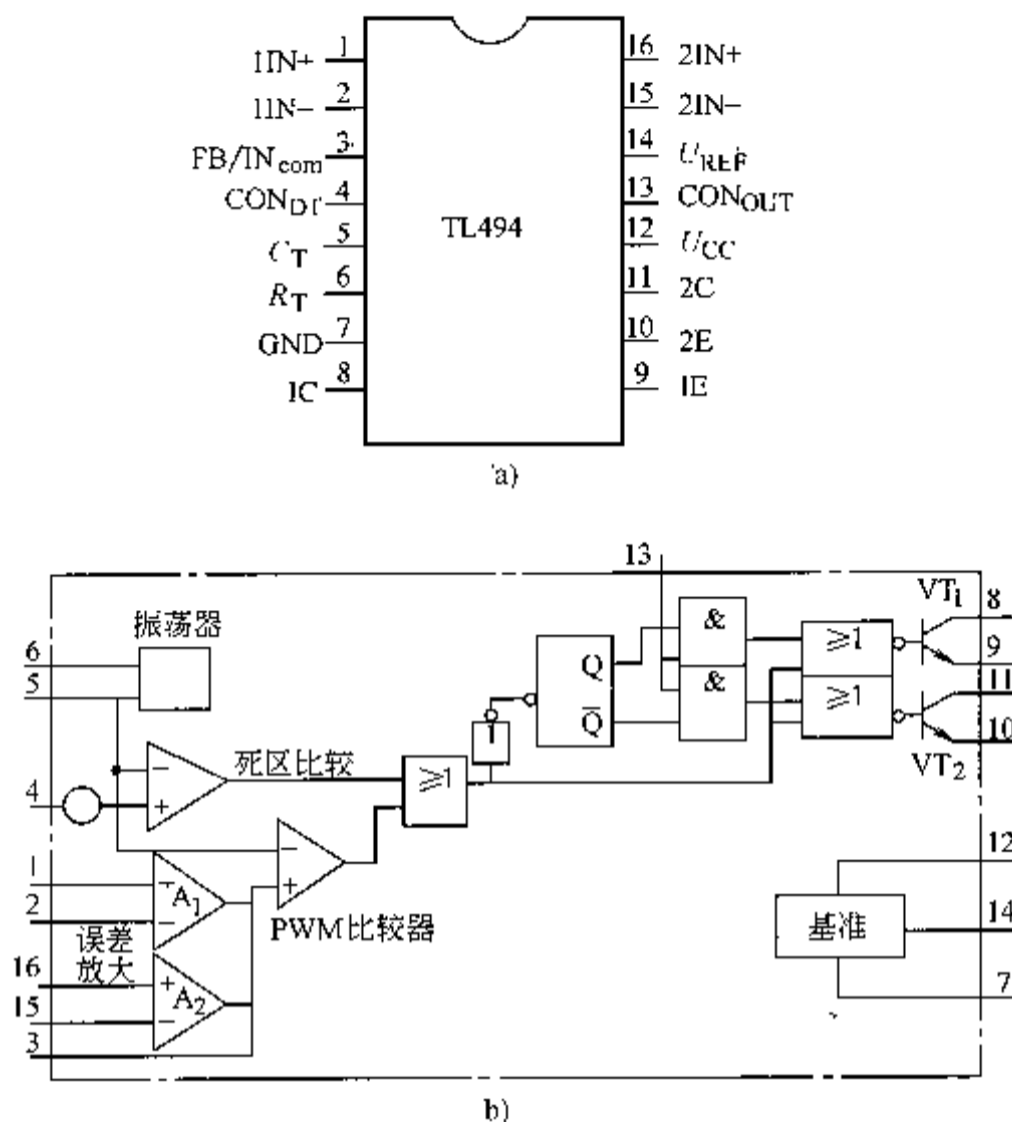 1IN+ 1 16 2IN+
1IN− 2 15 2IN−
FB/INcom 3 14 UREF
CONDT 4 13 CONOUT
CT 5 12 UCC
RT 6 11 2C
GND 7 10 2E
1C 8 9 1E
TL494
a)
13
VT1 8
振荡器
& ≥1
6 9
5 Q & ≥1 11
Q̄ 10
1
− 死区比较 ≥1 VT2
4 +
−
+
1 + A1 12
2 − PWM比较器
误差 基准 14
放大
16 + A2
15 − 7
3
b)